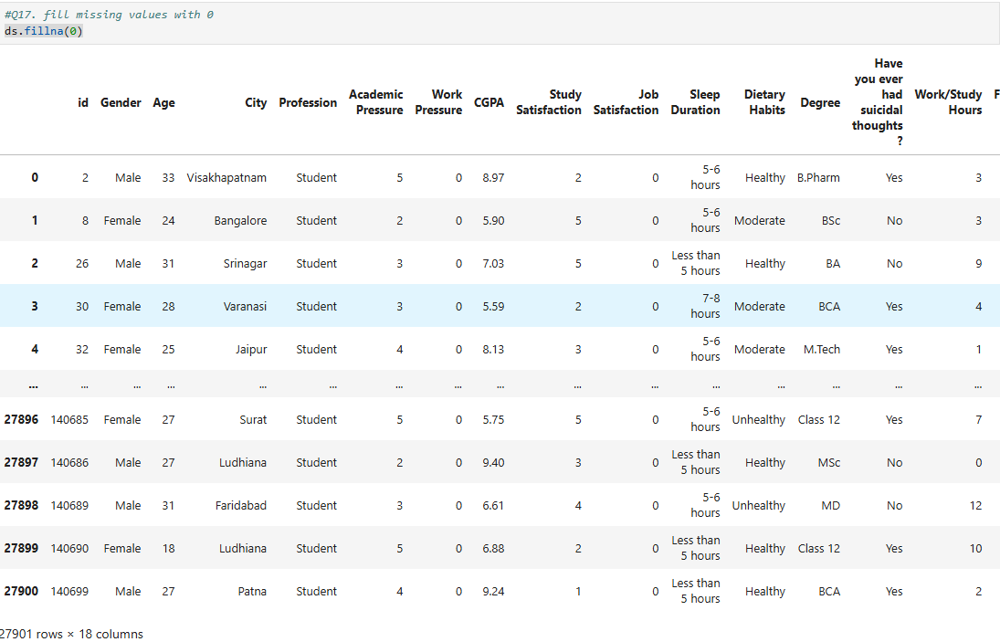 #Q17. fill missing values with 0
ds.fillna(0)
id Gender Age City Profession Academic Pressure Work Pressure CGPA Study Satisfaction Job Satisfaction Sleep Duration Dietary Habits Degree Have you ever had suicidal thoughts ? Work/Study Hours F
0 2 Male 33 Visakhapatnam Student 5 0 8.97 2 0 5-6 hours Healthy B.Pharm Yes 3
1 8 Female 24 Bangalore Student 2 0 5.90 5 0 5-6 hours Moderate BSc No 3
2 26 Male 31 Srinagar Student 3 0 7.03 5 0 Less than 5 hours Healthy BA No 9
3 30 Female 28 Varanasi Student 3 0 5.59 2 0 7-8 hours Moderate BCA Yes 4
4 32 Female 25 Jaipur Student 4 0 8.13 3 0 5-6 hours Moderate M.Tech Yes 1
... ... ... ... ... ... ... ... ... ... ... ... ... ... ... ...
27896 140685 Female 27 Surat Student 5 0 5.75 5 0 5-6 hours Unhealthy Class 12 Yes 7
27897 140686 Male 27 Ludhiana Student 2 0 9.40 3 0 Less than 5 hours Healthy MSc No 0
27898 140689 Male 31 Faridabad Student 3 0 6.61 4 0 5-6 hours Unhealthy MD No 12
27899 140690 Female 18 Ludhiana Student 5 0 6.88 2 0 Less than 5 hours Healthy Class 12 Yes 10
27900 140699 Male 27 Patna Student 4 0 9.24 1 0 Less than 5 hours Healthy BCA Yes 2
27901 rows × 18 columns